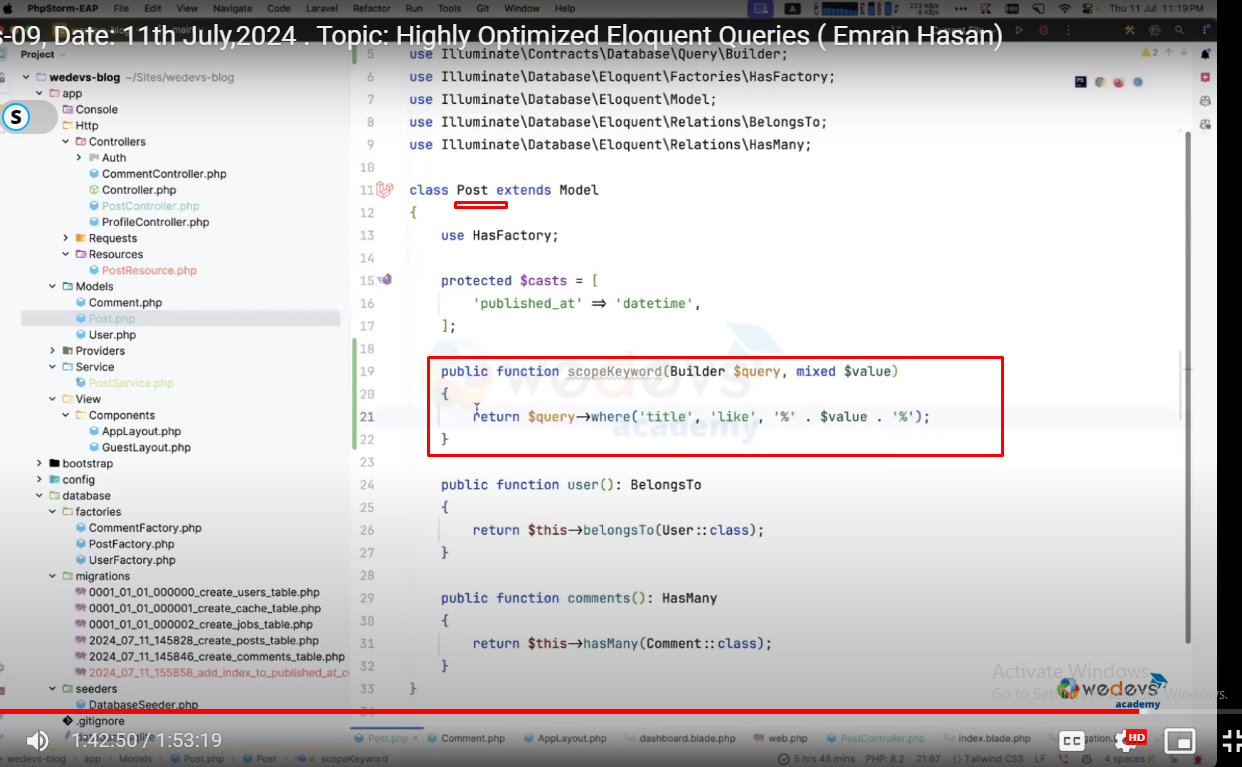 PhpStorm-EAP File Edit View Navigate Code Laravel Refactor Run Tools Git Window Help Thu 11 Jul 11:19 PM
s-09, Date: 11th July,2024 . Topic: Highly Optimized Eloquent Queries ( Emran Hasan)
Project
wedevs-blog ~/Sites/wedevs-blog
app
Console
Http
Controllers
Auth
CommentController.php
Controller.php
PostController.php
ProfileController.php
Requests
Resources
PostResource.php
Models
Comment.php
Post.php
User.php
Providers
Service
PostService.php
View
Components
AppLayout.php
GuestLayout.php
bootstrap
config
database
factories
CommentFactory.php
PostFactory.php
UserFactory.php
migrations
0001_01_01_000000_create_users_table.php
0001_01_01_000001_create_cache_table.php
0001_01_01_000002_create_jobs_table.php
2024_07_11_145828_create_posts_table.php
2024_07_11_145846_create_comments_table.php
2024_07_11_155858_add_index_to_published_at_c
seeders
DatabaseSeeder.php
.gitignore
5 use Illuminate\Contracts\Database\Query\Builder;
6 use Illuminate\Database\Eloquent\Factories\HasFactory;
7 use Illuminate\Database\Eloquent\Model;
8 use Illuminate\Database\Eloquent\Relations\BelongsTo;
9 use Illuminate\Database\Eloquent\Relations\HasMany;
10
11 class Post extends Model
12 {
13 use HasFactory;
14
15 protected $casts = [
16 'published_at' => 'datetime',
17 ];
18
19 public function scopeKeyword(Builder $query, mixed $value)
20 {
21 return $query->where('title', 'like', '%' . $value . '%');
22 }
23
24 public function user(): BelongsTo
25 {
26 return $this->belongsTo(User::class);
27 }
28
29 public function comments(): HasMany
30 {
31 return $this->hasMany(Comment::class);
32 }
33 }
wedevs
academy
Activate Windows
wedevs
academy
1:42:50 / 1:53:19
CC
HD
Post.php Comment.php AppLayout.php dashboard.blade.php web.php PostController.php index.blade.php
wedevs-blog app Models Post.php Post scopeKeyword 5 hrs 48 mins PHP: 8.2 21:67 Tailwind CSS LF 4 spaces